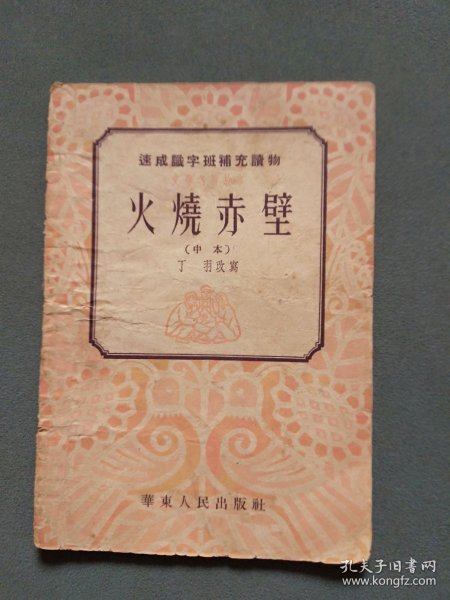 速成識字班補充讀物
火燒赤壁
(中本)
丁羽改寫
華東人民出版社
孔夫子旧书网
www.kongfz.com